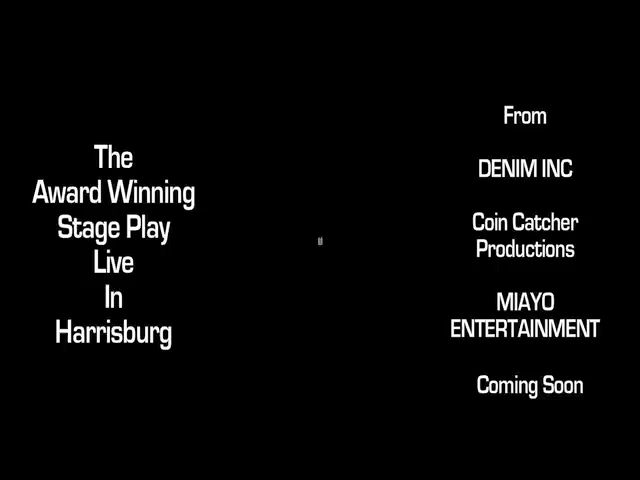 The
Award Winning
Stage Play
Live
In
Harrisburg
From
DENIM INC
Coin Catcher
Productions
MIAYO
ENTERTAINMENT
Coming Soon